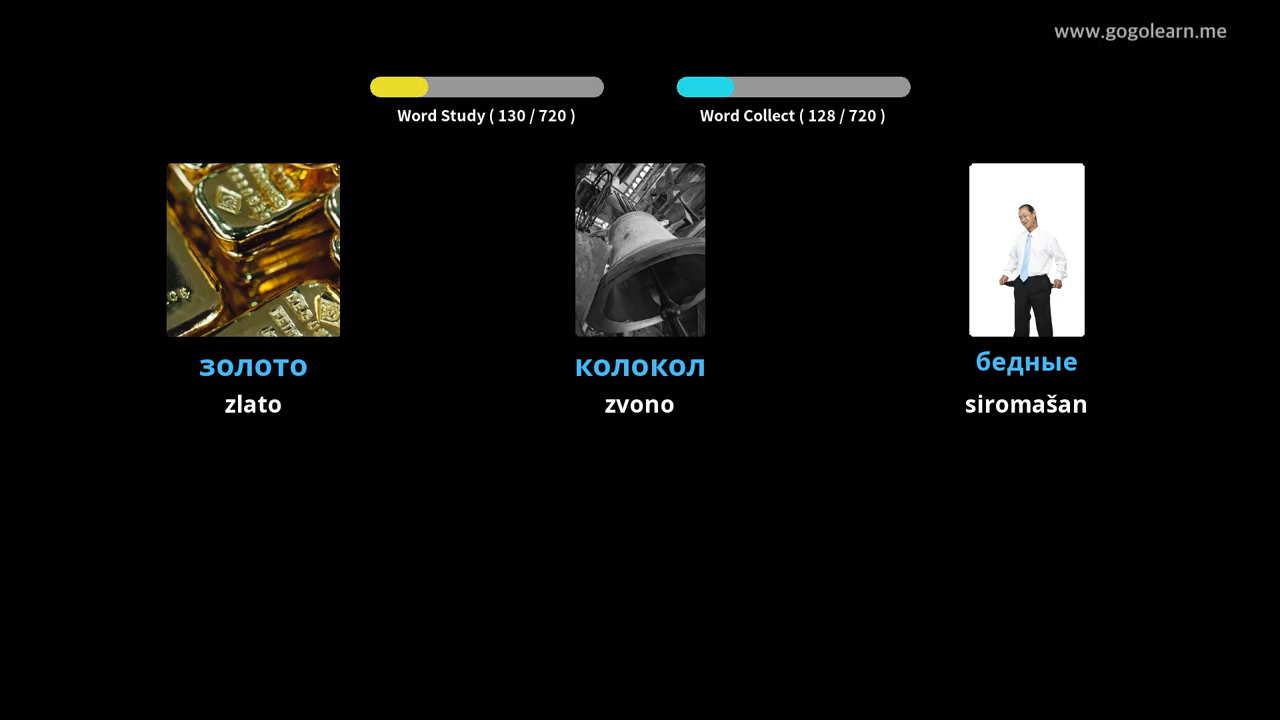 www.gogolearn.me
Word Study ( 130 / 720 )
Word Collect ( 128 / 720 )
золото
колокол
бедные
zlato
zvono
siromašan